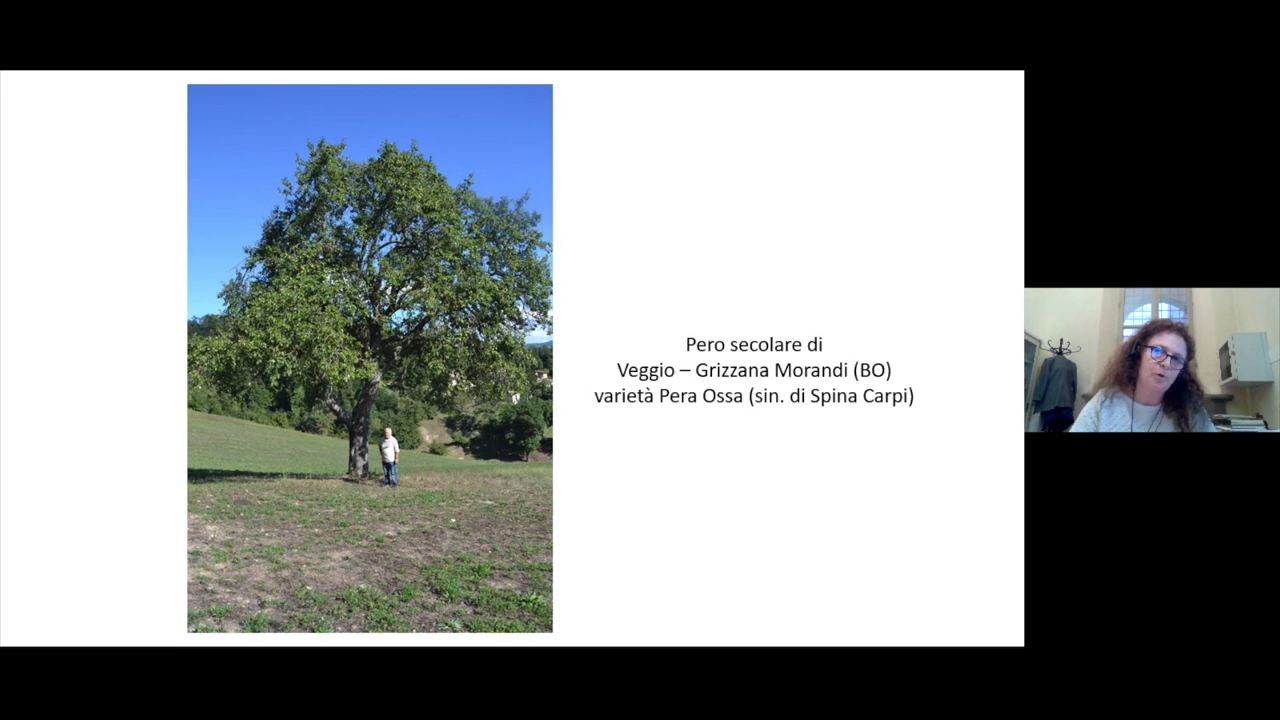 Pero secolare di
Veggio – Grizzana Morandi (BO)
varietà Pera Ossa (sin. di Spina Carpi)